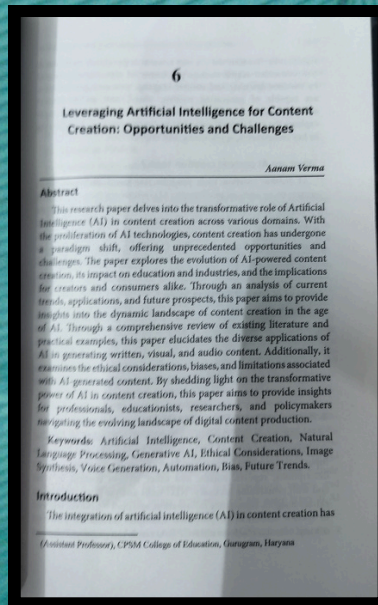 6
Leveraging Artificial Intelligence for Content
Creation: Opportunities and Challenges
Aanam Verma
Abstract
This research paper delves into the transformative role of Artificial
Intelligence (AI) in content creation across various domains. With
the proliferation of AI technologies, content creation has undergone
a paradigm shift, offering unprecedented opportunities and
challenges. The paper explores the evolution of AI-powered content
creation, its impact on education and industries, and the implications
for creators and consumers alike. Through an analysis of current
trends, applications, and future prospects, this paper aims to provide
insights into the dynamic landscape of content creation in the age
of AI. Through a comprehensive review of existing literature and
practical examples, this paper elucidates the diverse applications of
AI in generating written, visual, and audio content. Additionally, it
examines the ethical considerations, biases, and limitations associated
with AI-generated content. By shedding light on the transformative
power of AI in content creation, this paper aims to provide insights
for professionals, educationists, researchers, and policymakers
navigating the evolving landscape of digital content production.
Keywords: Artificial Intelligence, Content Creation, Natural
Language Processing, Generative AI, Ethical Considerations, Image
Synthesis, Voice Generation, Automation, Bias, Future Trends.
Introduction
The integration of artificial intelligence (AI) in content creation has
(Assistant Professor), CPSM College of Education, Gurugram, Haryana